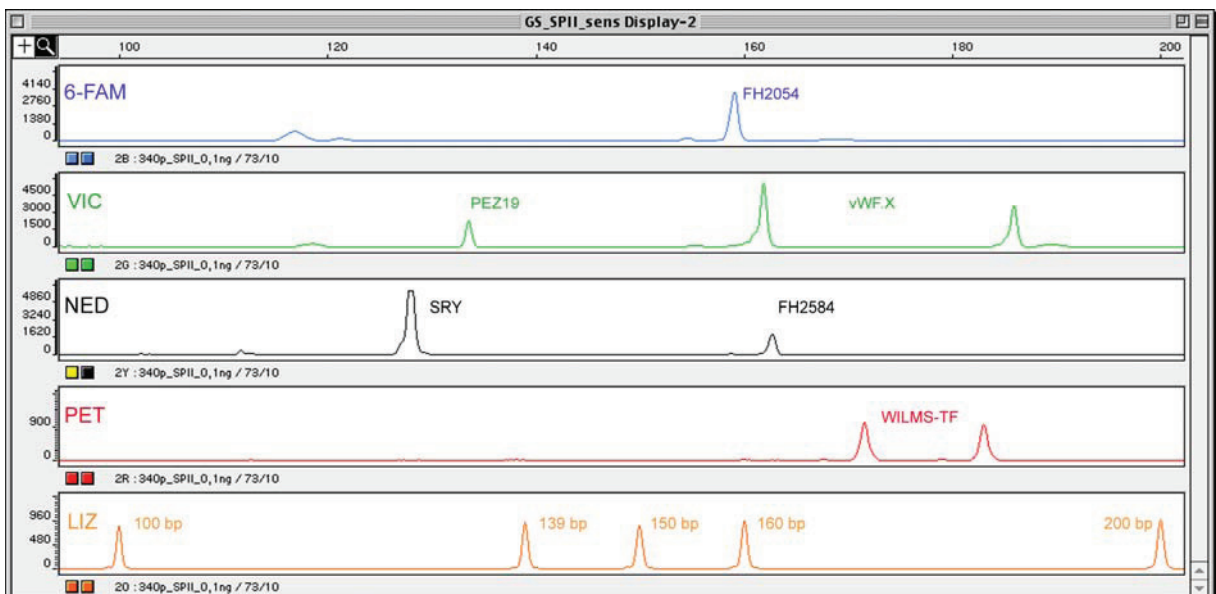 GS_SPII_sens Display-2
100 120 140 160 180 200
4140
2760
1380
0
6-FAM
FH2054
2B : 340p_SPII_0,1ng / 73/10
4500
3000
1500
0
VIC
PEZ19
vWF.X
2G : 340p_SPII_0,1ng / 73/10
4860
3240
1620
0
NED
SRY
FH2584
2Y : 340p_SPII_0,1ng / 73/10
900
0
PET
WILMS-TF
2R : 340p_SPII_0,1ng / 73/10
960
480
0
LIZ
100 bp
139 bp
150 bp
160 bp
200 bp
2O : 340p_SPII_0,1ng / 73/10